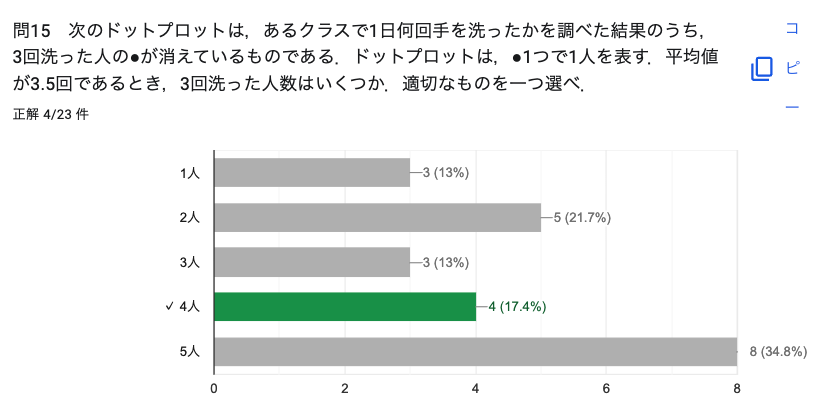 問15　次のドットプロットは，あるクラスで1日何回手を洗ったかを調べた結果のうち，
3回洗った人の●が消えているものである．ドットプロットは，●1つで1人を表す．平均値
が3.5回であるとき，3回洗った人数はいくつか．適切なものを一つ選べ．
コ
ピ
ー
正解 4/23 件
1人
3 (13%)
2人
5 (21.7%)
3人
3 (13%)
✓ 4人
4 (17.4%)
5人
8 (34.8%)
0 2 4 6 8